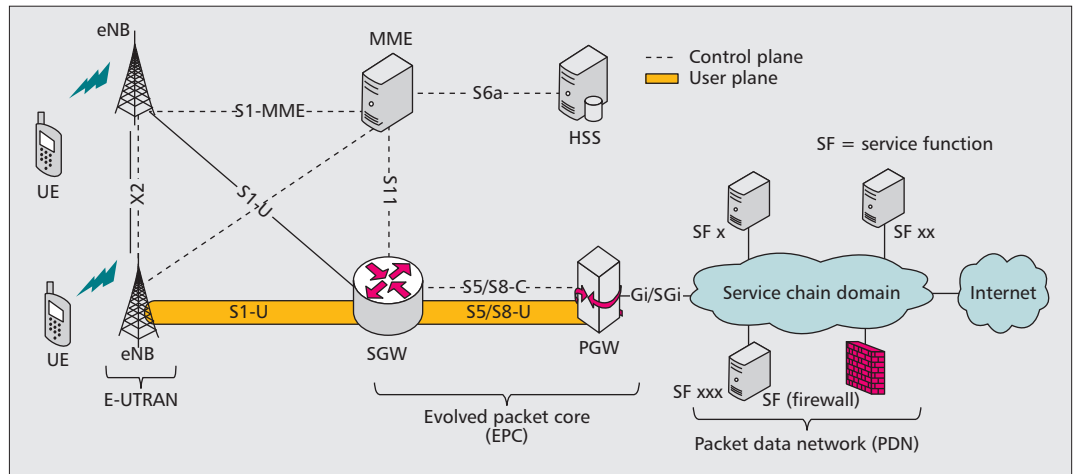 eNB
MME
Control plane
User plane
S1-MME
S6a
HSS
SF = service function
UE
X2
S1-U
S11
SF x
SF xx
S5/S8-C
Gi/SGi
Service chain domain
Internet
S1-U
S5/S8-U
UE
eNB
SGW
PGW
SF xxx
SF (firewall)
E-UTRAN
Evolved packet core
(EPC)
Packet data network (PDN)